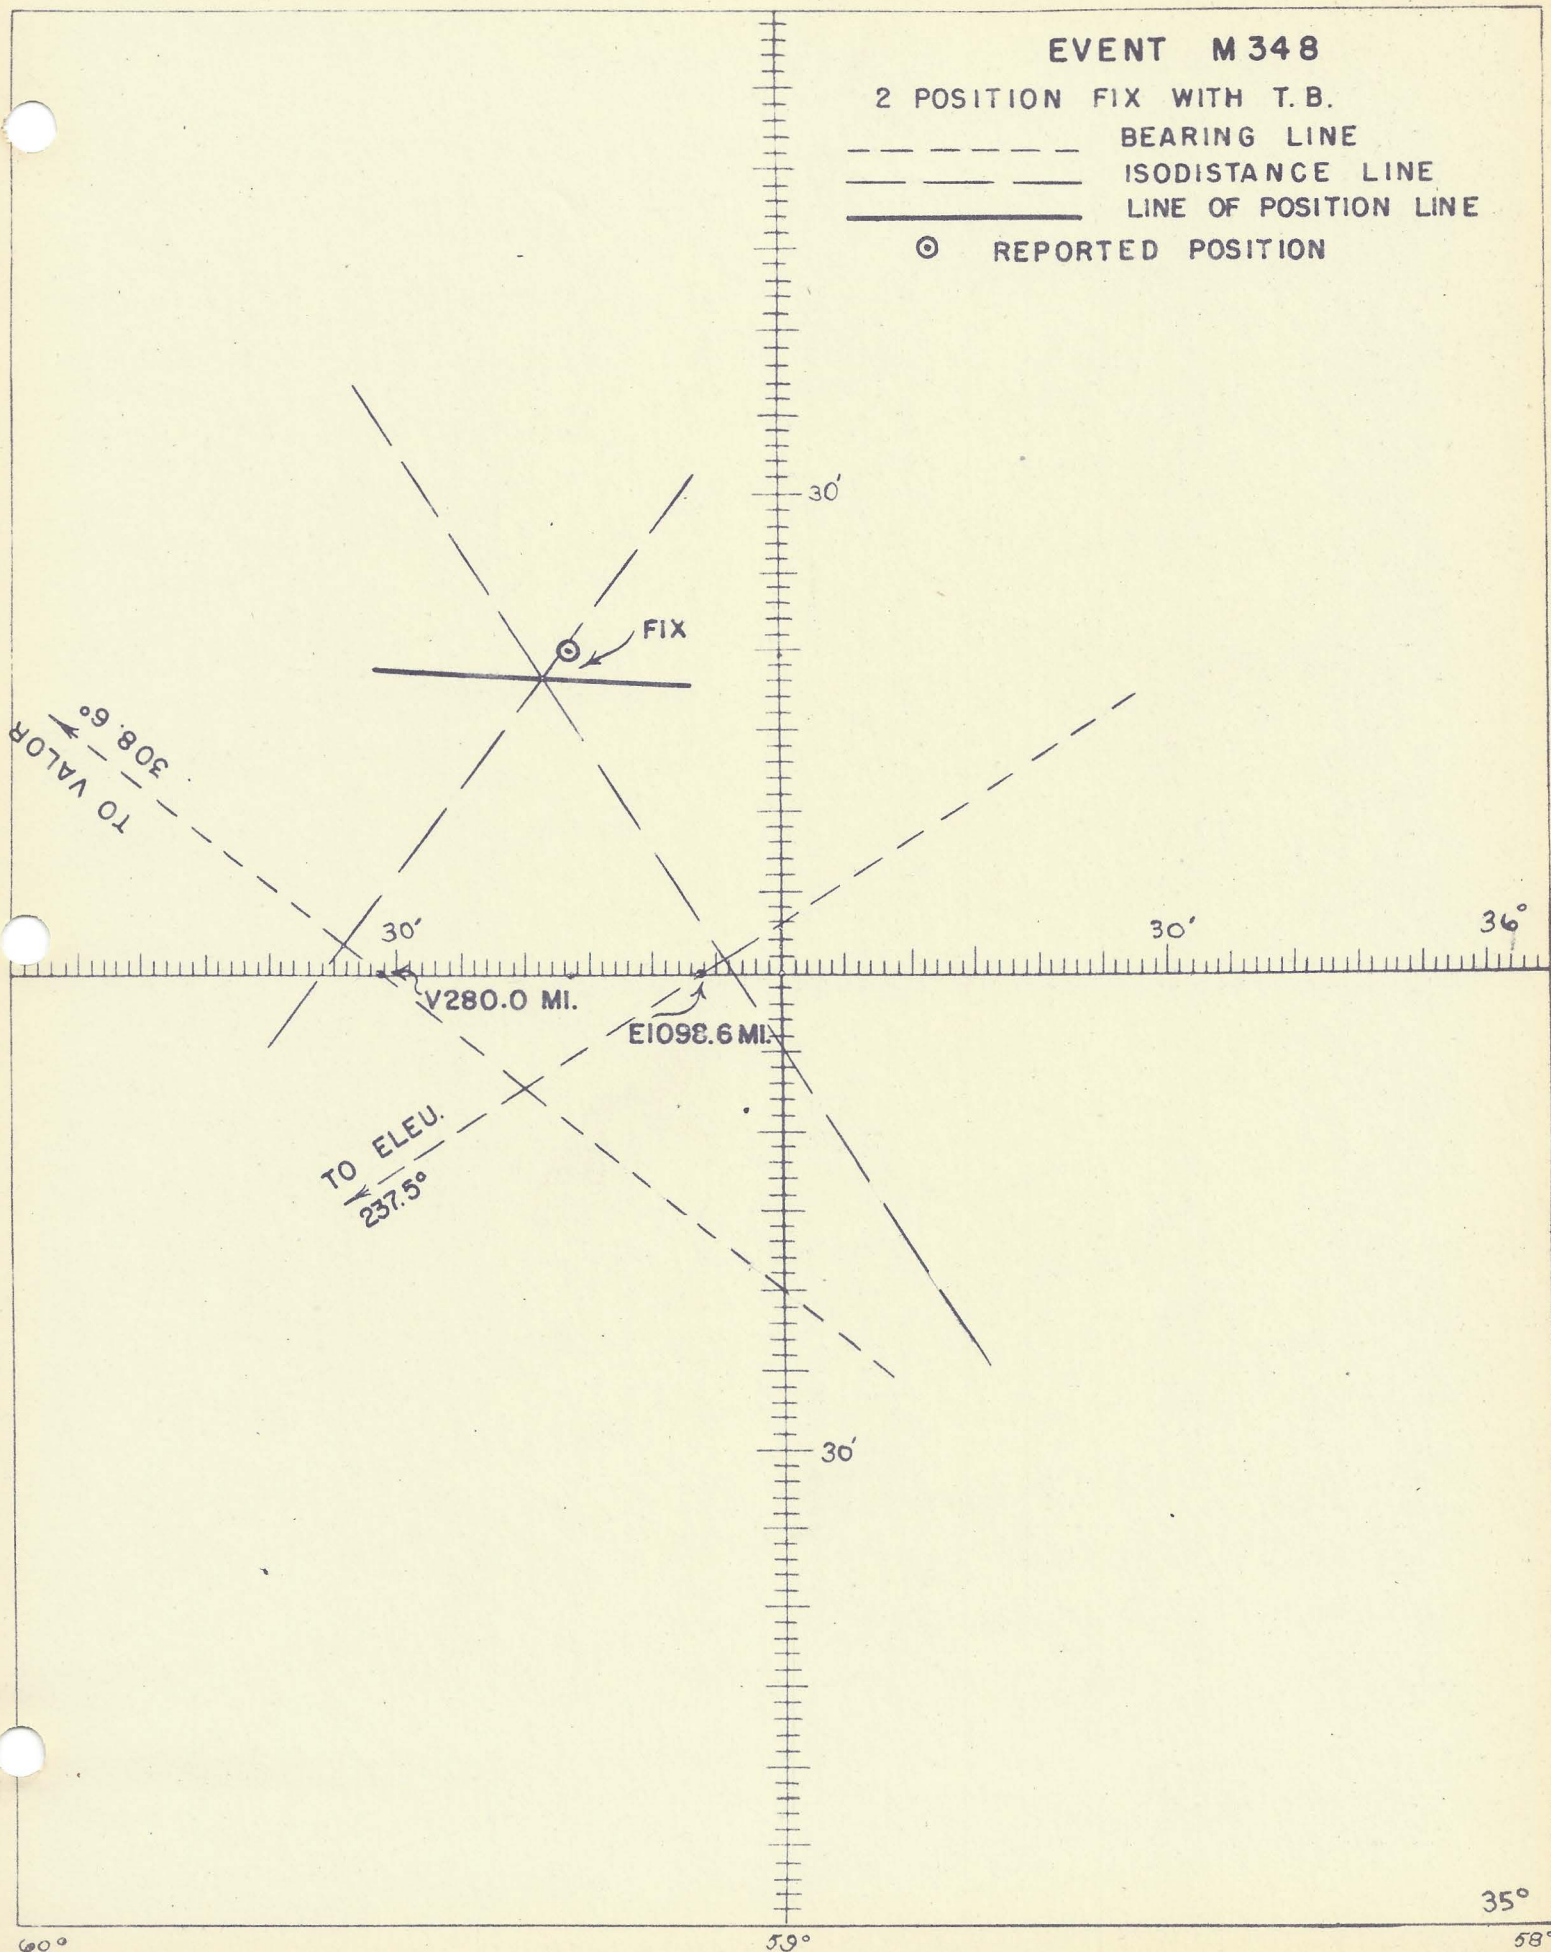 EVENT M348
2 POSITION FIX WITH T.B.
BEARING LINE
ISODISTANCE LINE
LINE OF POSITION LINE
REPORTED POSITION
30'
FIX
308.6°
TO VALOR
30'
30'
36°
V280.0 MI.
E1098.6 MI.
TO ELEU.
237.5°
30'
35°
60°
59°
58°